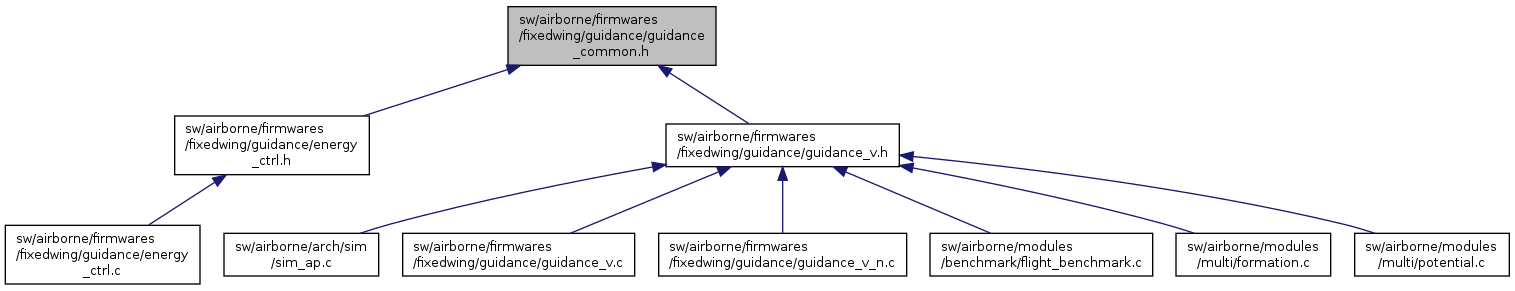 sw/airborne/firmwares
/fixedwing/guidance/guidance
_common.h
sw/airborne/firmwares
/fixedwing/guidance/energy
_ctrl.h
sw/airborne/firmwares
/fixedwing/guidance/guidance_v.h
sw/airborne/firmwares
/fixedwing/guidance/energy
_ctrl.c
sw/airborne/arch/sim
/sim_ap.c
sw/airborne/firmwares
/fixedwing/guidance/guidance_v.c
sw/airborne/firmwares
/fixedwing/guidance/guidance_v_n.c
sw/airborne/modules
/benchmark/flight_benchmark.c
sw/airborne/modules
/multi/formation.c
sw/airborne/modules
/multi/potential.c